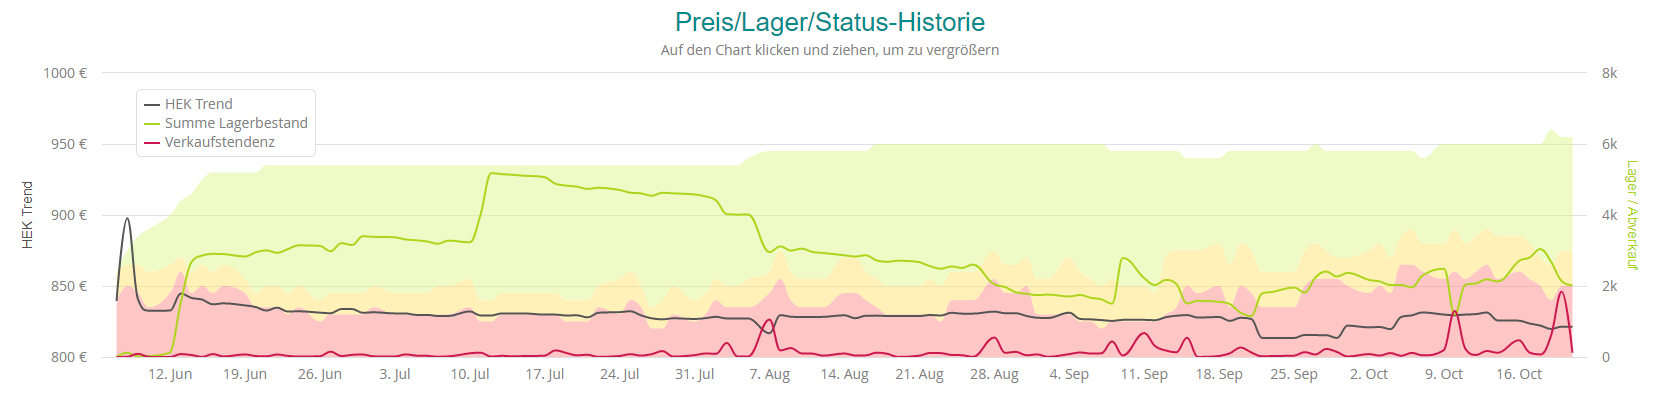 Preis/Lager/Status-Historie
Auf den Chart klicken und ziehen, um zu vergrößern
1000 €
8k
HEK Trend
Summe Lagerbestand
Verkaufstendenz
950 €
6k
900 €
4k
850 €
2k
800 €
0
HEK Trend
Lager / Abverkauf
12. Jun
19. Jun
26. Jun
3. Jul
10. Jul
17. Jul
24. Jul
31. Jul
7. Aug
14. Aug
21. Aug
28. Aug
4. Sep
11. Sep
18. Sep
25. Sep
2. Oct
9. Oct
16. Oct